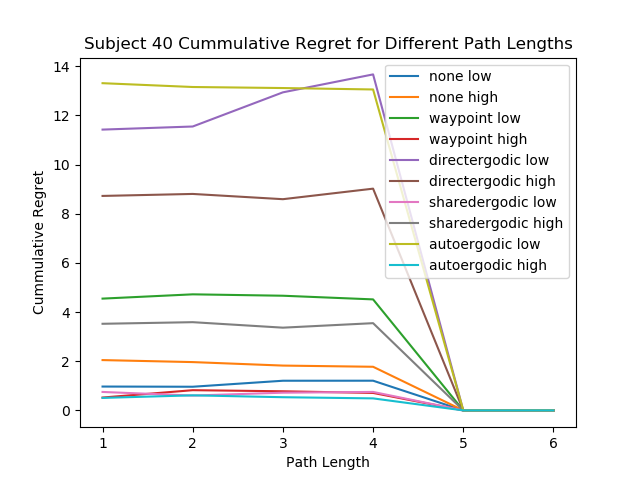 Subject 40 Cummulative Regret for Different Path Lengths
14
12
10
8
6
4
2
0
Cummulative Regret
none low
none high
waypoint low
waypoint high
directergodic low
directergodic high
sharedergodic low
sharedergodic high
autoergodic low
autoergodic high
1 2 3 4 5 6
Path Length